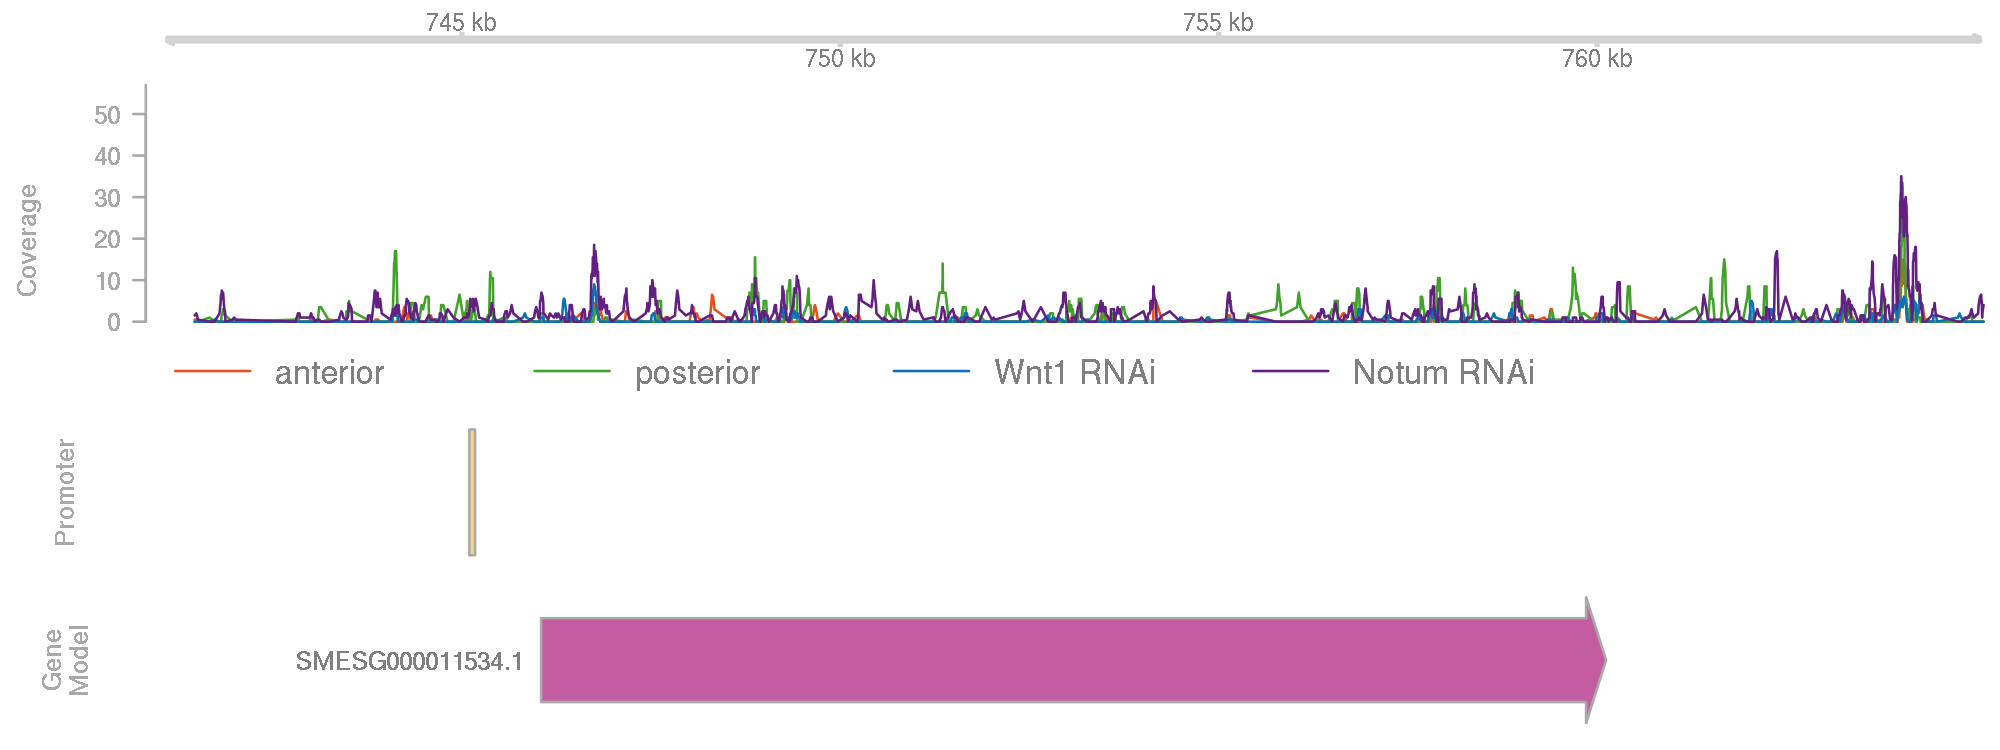 745 kb
755 kb
750 kb
760 kb
Coverage
50
40
30
20
10
0
anterior
posterior
Wnt1 RNAi
Notum RNAi
Promoter
Gene
Model
SMESG000011534.1